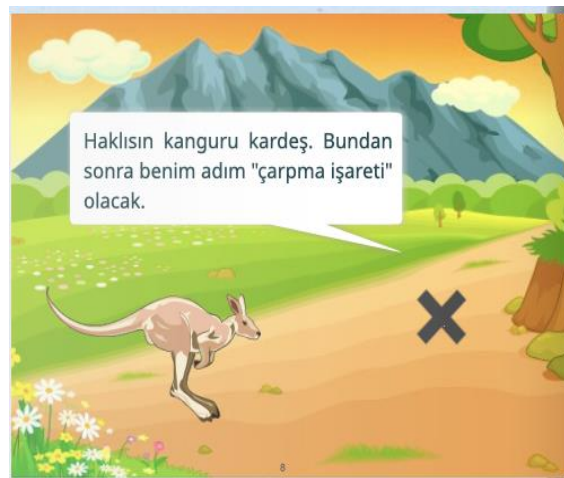 Haklısın kanguru kardeş. Bundan
sonra benim adım "çarpma işareti"
olacak.
8